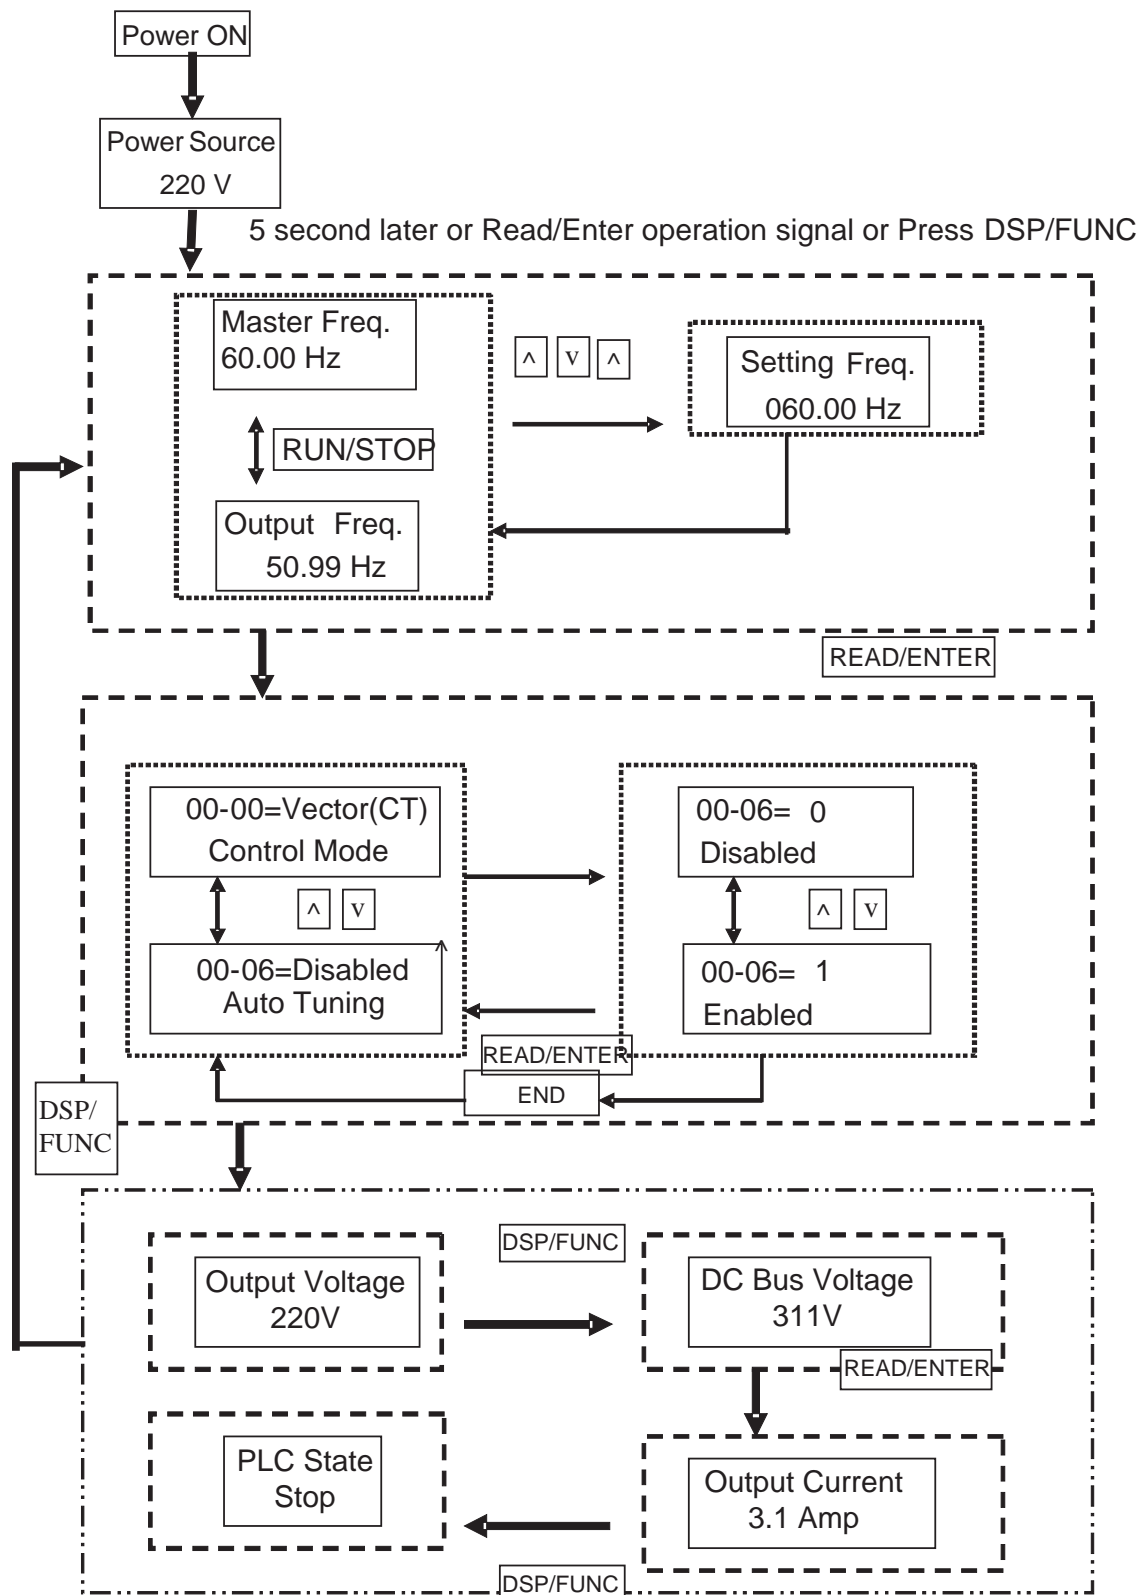 Power ON
Power Source
220 V
5 second later or Read/Enter operation signal or Press DSP/FUNC
Master Freq.
60.00 Hz
^ v ^
Setting Freq.
060.00 Hz
RUN/STOP
Output Freq.
50.99 Hz
READ/ENTER
00-00=Vector(CT)
Control Mode
^ v
00-06=Disabled
Auto Tuning
^
00-06= 0
Disabled
^ v
00-06= 1
Enabled
READ/ENTER
END
DSP/
FUNC
Output Voltage
220V
DSP/FUNC
DC Bus Voltage
311V
READ/ENTER
PLC State
Stop
Output Current
3.1 Amp
DSP/FUNC